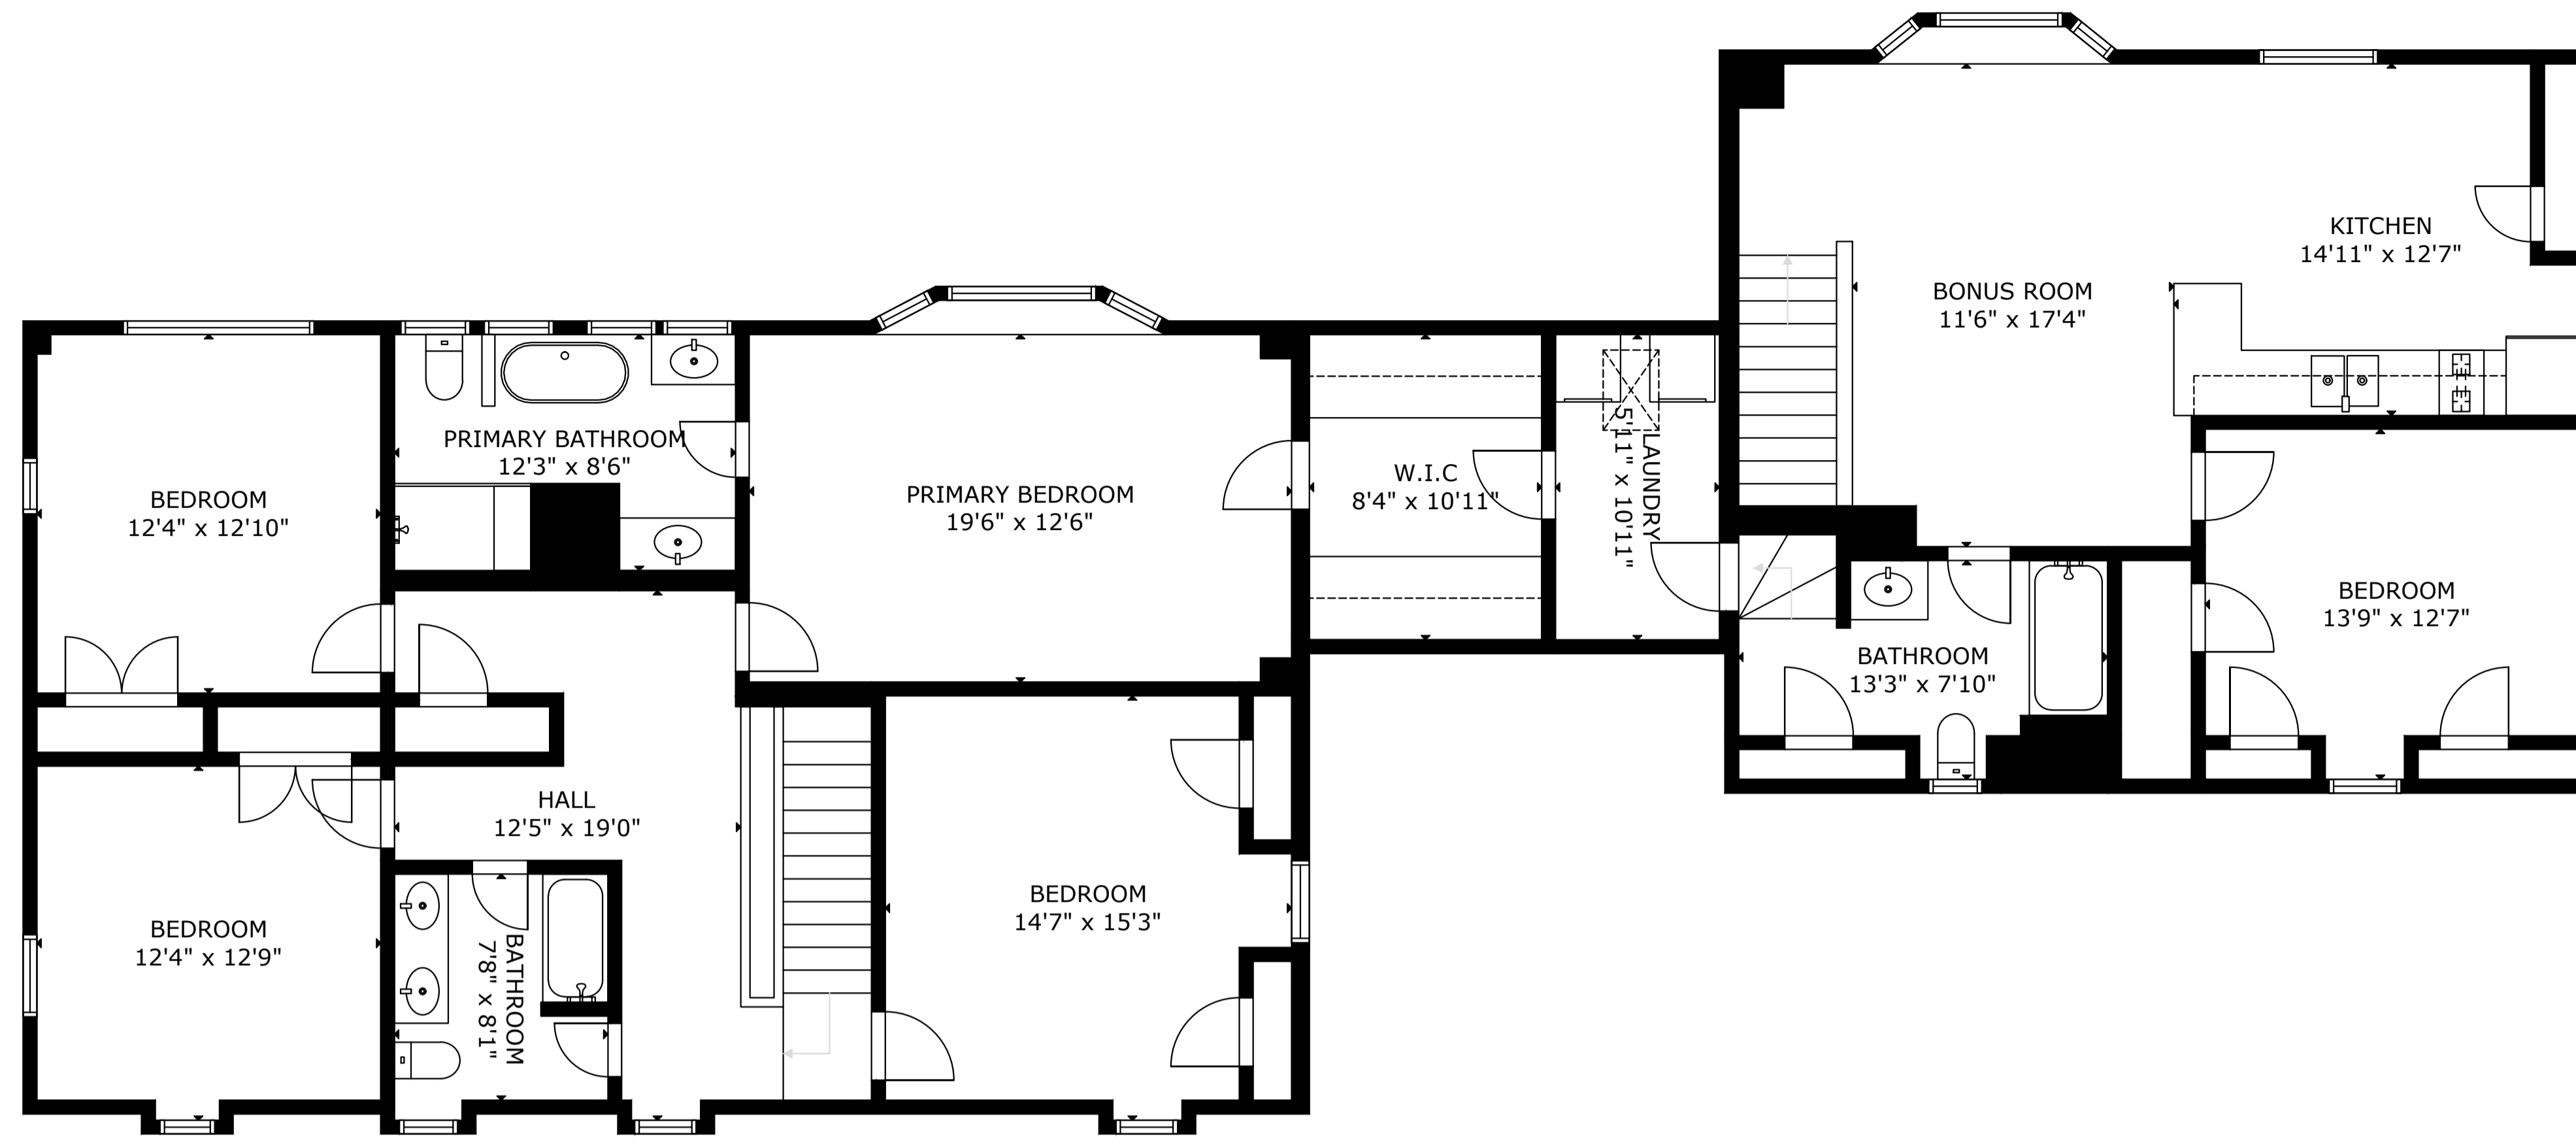 KITCHEN
14'11" x 12'7"
BONUS ROOM
11'6" x 17'4"
PRIMARY BATHROOM
12'3" x 8'6"
W.I.C
8'4" x 10'11"
LAUNDRY
5'11" x 10'11"
PRIMARY BEDROOM
19'6" x 12'6"
BEDROOM
12'4" x 12'10"
BEDROOM
13'9" x 12'7"
BATHROOM
13'3" x 7'10"
HALL
12'5" x 19'0"
BEDROOM
14'7" x 15'3"
BEDROOM
12'4" x 12'9"
BATHROOM
7'8" x 8'1"